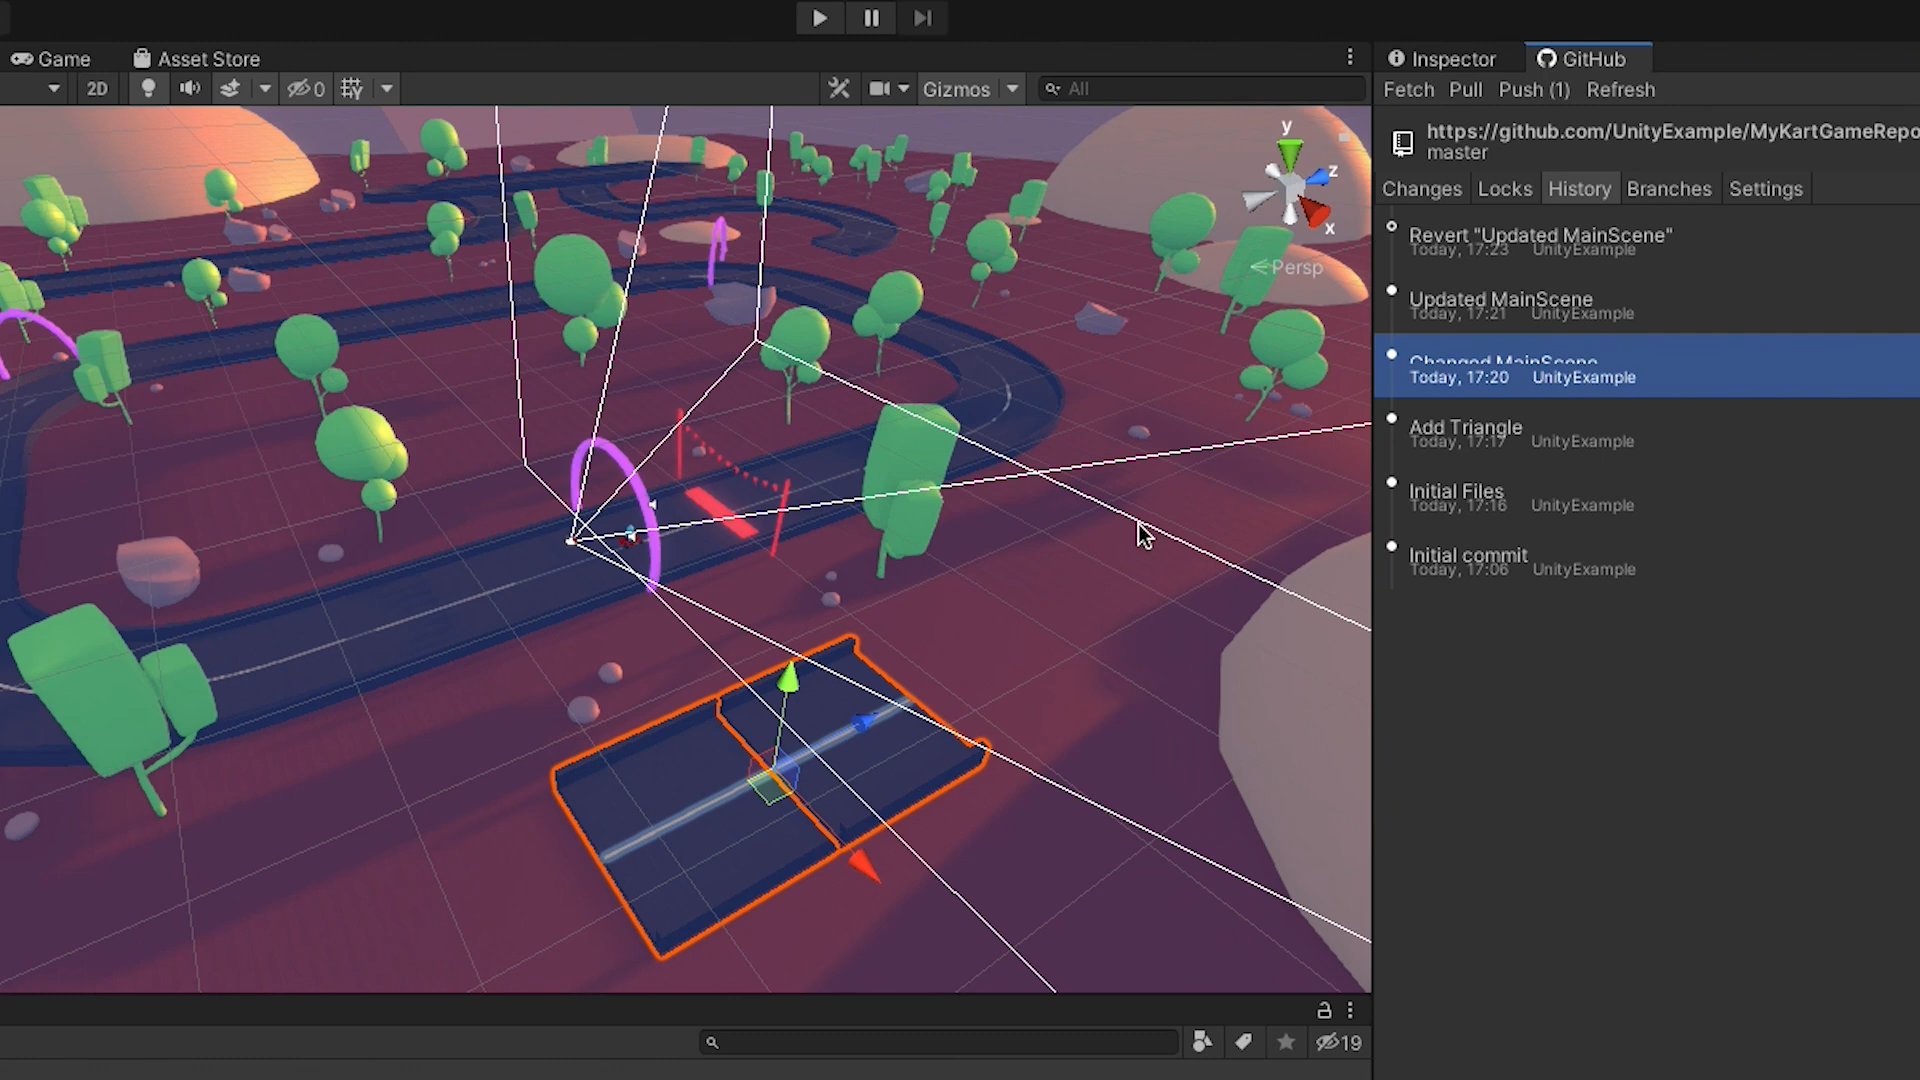 Game
Asset Store
Inspector
GitHub
2D
0
Gizmos
All
Fetch Pull Push (1) Refresh
https://github.com/UnityExample/MyKartGameRepo
master
Changes Locks History Branches Settings
y
z
x
Persp
Revert "Updated MainScene"
Today, 17:23 UnityExample
Updated MainScene
Today, 17:21 UnityExample
Changed MainScene
Today, 17:20 UnityExample
Add Triangle
Today, 17:17 UnityExample
Initial Files
Today, 17:16 UnityExample
Initial commit
Today, 17:06 UnityExample
19